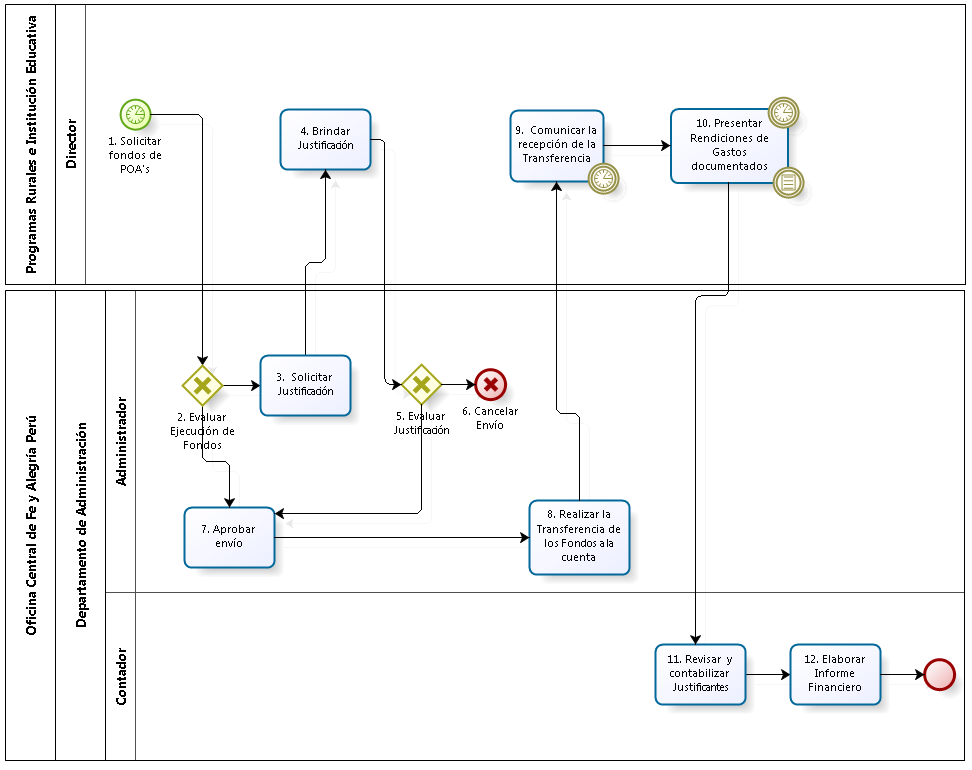 Programas Rurales e Institución Educativa
Director
1. Solicitar
fondos de
POA's
4. Brindar
Justificación
9. Comunicar la
recepción de la
Transferencia
10. Presentar
Rendiciones de
Gastos
documentados
Oficina Central de Fe y Alegría Perú
Departamento de Administración
Administrador
2. Evaluar
Ejecución de
Fondos
3. Solicitar
Justificación
5. Evaluar
Justificación
6. Cancelar
Envío
7. Aprobar
envío
8. Realizar la
Transferencia de
los Fondos a la
cuenta
Contador
11. Revisar y
contabilizar
Justificantes
12. Elaborar
Informe
Financiero